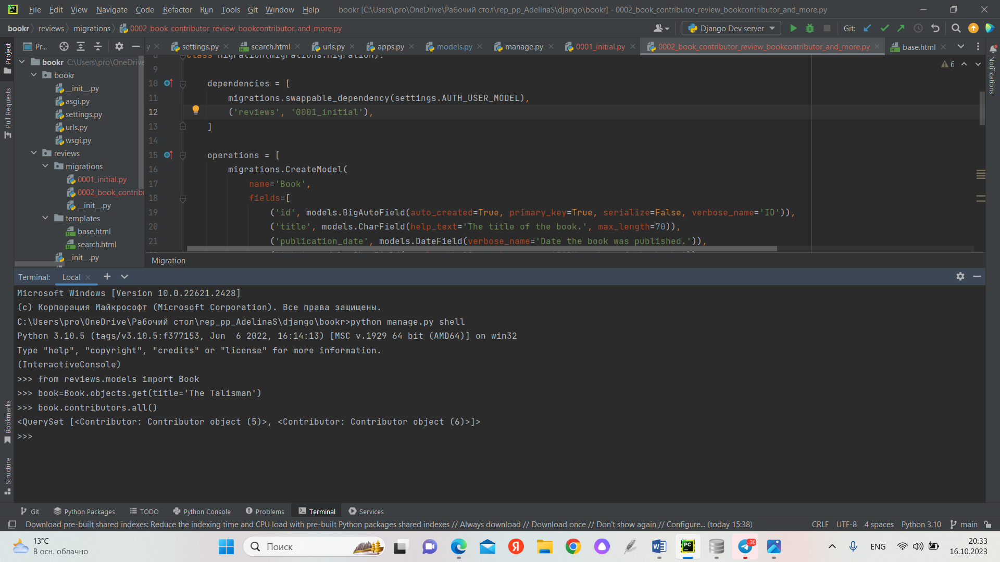 File Edit View Navigate Code Refactor Run Tools Git Window Help bookr [C:\Users\pro\OneDrive\Рабочий стол\rep_pp_AdelinaS\django\bookr] - 0002_book_contributor_review_bookcontributor_and_more.py
bookr reviews migrations 0002_book_contributor_review_bookcontributor_and_more.py Django Dev server Git:
Pr... y settings.py search.html urls.py apps.py models.py manage.py 0001_initial.py 0002_book_contributor_review_bookcontributor_and_more.py base.html
Project
Pull Requests
Bookmarks
Structure
Notifications
bookr C:\Users\pro\OneDrive
bookr
__init__.py
asgi.py
settings.py
urls.py
wsgi.py
reviews
migrations
0001_initial.py
0002_book_contribu
__init__.py
templates
base.html
search.html
__init__.py
6
8 class Migration(migrations.Migration):
9
10 dependencies = [
11 migrations.swappable_dependency(settings.AUTH_USER_MODEL),
12 ('reviews', '0001_initial'),
13 ]
14
15 operations = [
16 migrations.CreateModel(
17 name='Book',
18 fields=[
19 ('id', models.BigAutoField(auto_created=True, primary_key=True, serialize=False, verbose_name='ID')),
20 ('title', models.CharField(help_text='The title of the book.', max_length=70)),
21 ('publication_date', models.DateField(verbose_name='Date the book was published.')),
Migration
Terminal: Local
Microsoft Windows [Version 10.0.22621.2428]
(c) Корпорация Майкрософт (Microsoft Corporation). Все права защищены.
C:\Users\pro\OneDrive\Рабочий стол\rep_pp_AdelinaS\django\bookr>python manage.py shell
Python 3.10.5 (tags/v3.10.5:f377153, Jun  6 2022, 16:14:13) [MSC v.1929 64 bit (AMD64)] on win32
Type "help", "copyright", "credits" or "license" for more information.
(InteractiveConsole)
>>> from reviews.models import Book
>>> book=Book.objects.get(title='The Talisman')
>>> book.contributors.all()
<QuerySet [<Contributor: Contributor object (5)>, <Contributor: Contributor object (6)>]>
>>>
Git Python Packages TODO Python Console Problems Terminal Services
Download pre-built shared indexes: Reduce the indexing time and CPU load with pre-built Python packages shared indexes // Always download // Download once // Don't show again // Configure... (today 15:38) CRLF UTF-8 4 spaces Python 3.10 main
13°C
В осн. облачно
Поиск
PC
..30
ENG
20:33
16.10.2023